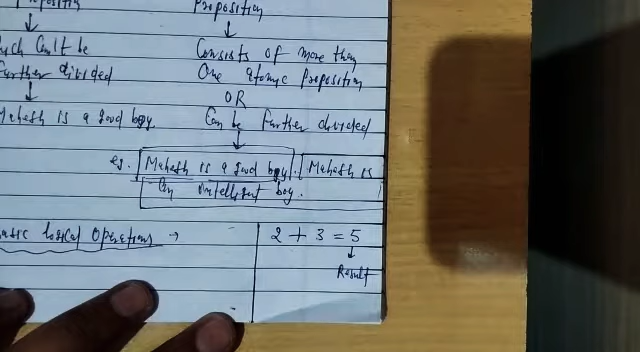 Proposition
Consists of more than
which Can't be
One atomic Proposition
Further divided
OR
Mahesh is a good boy
Can be Further divided
eg. Mahesh is a good boy. Mahesh is
an intelligent boy.
Basic logical Operations →
2 + 3 = 5
Result